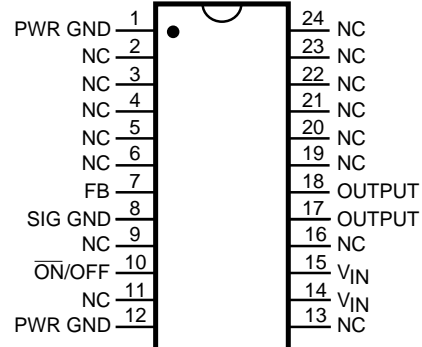 PWR GND 1 24 NC
NC 2 23 NC
NC 3 22 NC
NC 4 21 NC
NC 5 20 NC
NC 6 19 NC
FB 7 18 OUTPUT
SIG GND 8 17 OUTPUT
NC 9 16 NC
O̅N̅/OFF 10 15 VIN
NC 11 14 VIN
PWR GND 12 13 NC